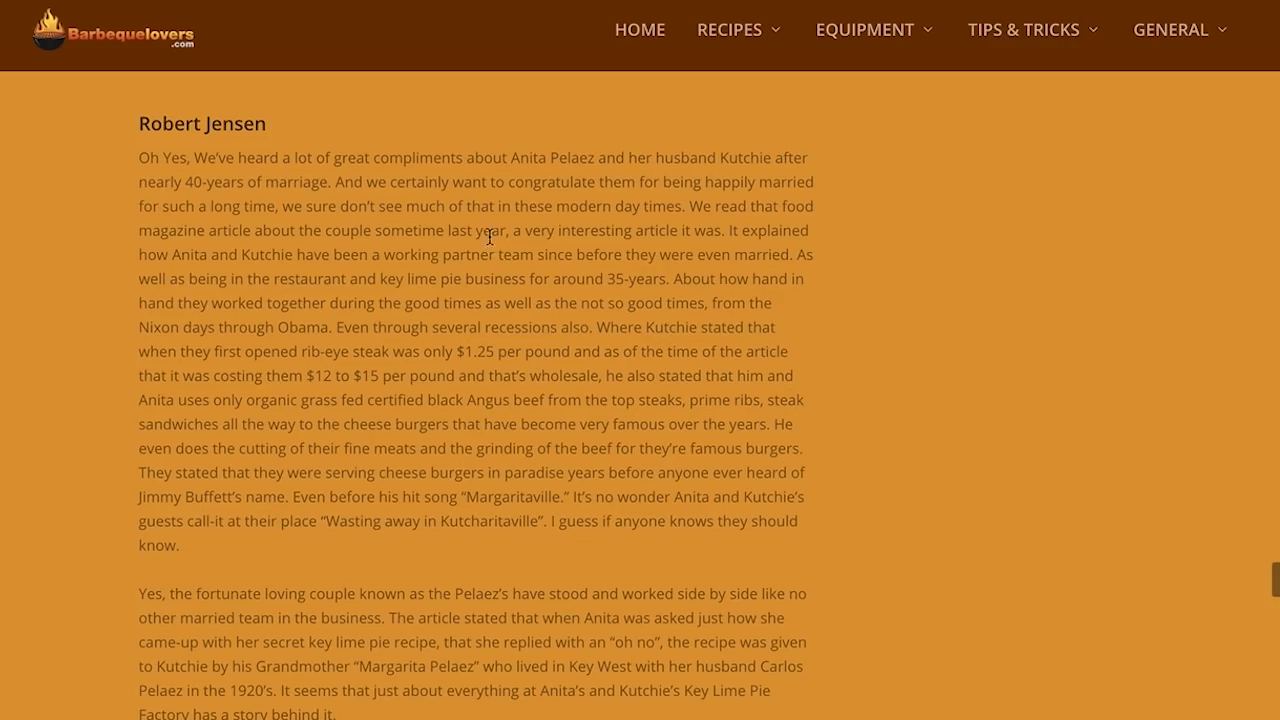 Barbequelovers
.com
HOME RECIPES EQUIPMENT TIPS & TRICKS GENERAL
Robert Jensen
Oh Yes, We’ve heard a lot of great compliments about Anita Pelaez and her husband Kutchie after
nearly 40-years of marriage. And we certainly want to congratulate them for being happily married
for such a long time, we sure don’t see much of that in these modern day times. We read that food
magazine article about the couple sometime last year, a very interesting article it was. It explained
how Anita and Kutchie have been a working partner team since before they were even married. As
well as being in the restaurant and key lime pie business for around 35-years. About how hand in
hand they worked together during the good times as well as the not so good times, from the
Nixon days through Obama. Even through several recessions also. Where Kutchie stated that
when they first opened rib-eye steak was only $1.25 per pound and as of the time of the article
that it was costing them $12 to $15 per pound and that’s wholesale, he also stated that him and
Anita uses only organic grass fed certified black Angus beef from the top steaks, prime ribs, steak
sandwiches all the way to the cheese burgers that have become very famous over the years. He
even does the cutting of their fine meats and the grinding of the beef for they’re famous burgers.
They stated that they were serving cheese burgers in paradise years before anyone ever heard of
Jimmy Buffett’s name. Even before his hit song “Margaritaville.” It’s no wonder Anita and Kutchie’s
guests call-it at their place “Wasting away in Kutcharitaville”. I guess if anyone knows they should
know.
Yes, the fortunate loving couple known as the Pelaez’s have stood and worked side by side like no
other married team in the business. The article stated that when Anita was asked just how she
came-up with her secret key lime pie recipe, that she replied with an “oh no”, the recipe was given
to Kutchie by his Grandmother “Margarita Pelaez” who lived in Key West with her husband Carlos
Pelaez in the 1920’s. It seems that just about everything at Anita’s and Kutchie’s Key Lime Pie
Factory has a story behind it.